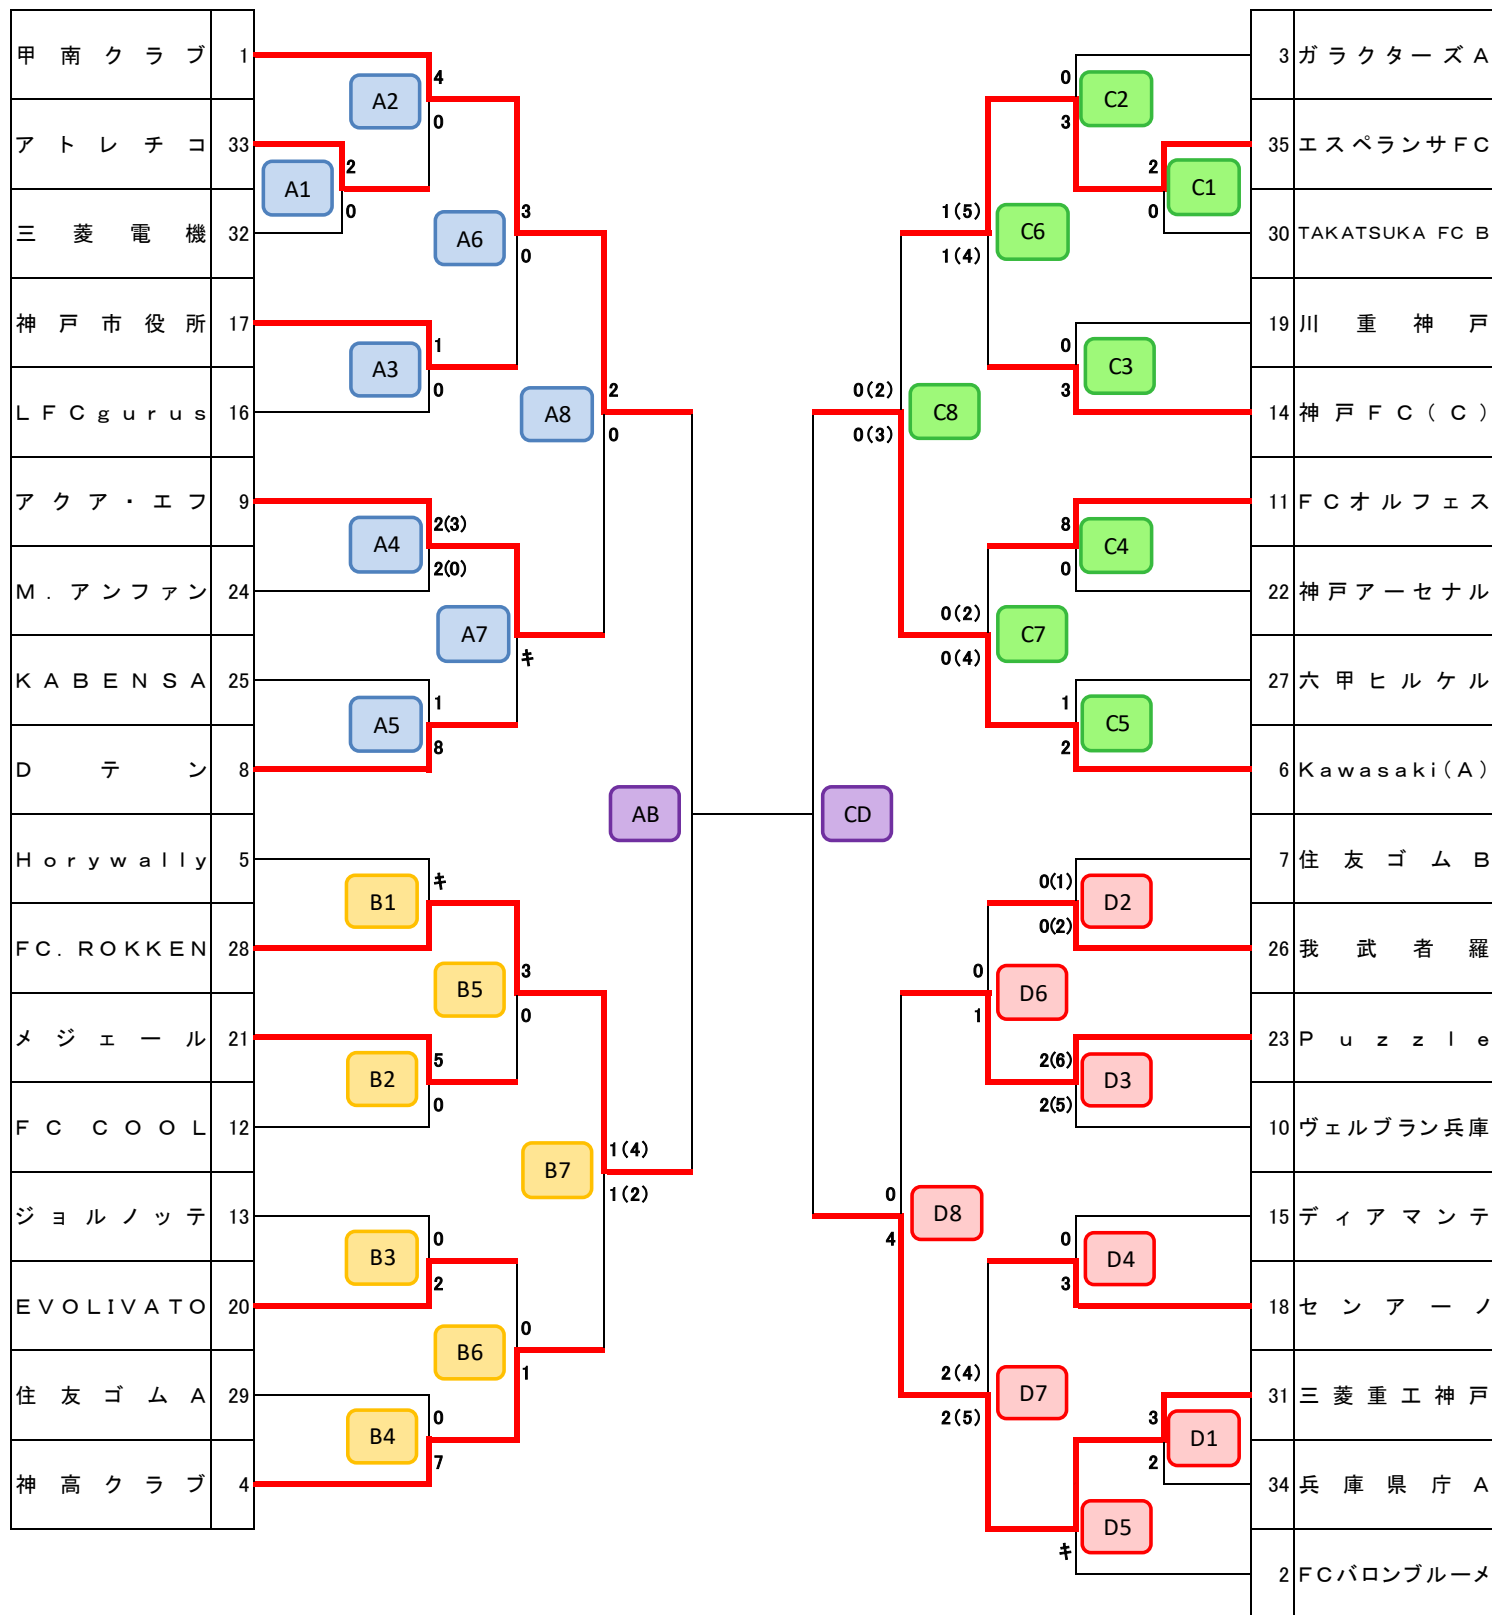 甲南クラブ 1
アトレチコ 33
三菱電機 32
神戸市役所 17
LFCgurus 16
アクア・エフ 9
M.アンファン 24
KABENSA 25
Dテン 8
Horywally 5
FC.ROKKEN 28
メジェール 21
FC COOL 12
ジョルノッテ 13
EVOLIVATO 20
住友ゴムA 29
神高クラブ 4
A2
4
0
A1
2
0
A6
3
0
A3
1
0
A8
2
0
A4
2(3)
2(0)
A7
キ
A5
1
8
AB
B1
キ
B5
3
0
B2
5
0
B7
1(4)
1(2)
B3
0
2
B6
0
1
B4
0
7
0
3
C2
2
0
C1
1(5)
1(4)
C6
0
3
C3
0(2)
0(3)
C8
8
0
C4
0(2)
0(4)
C7
1
2
C5
CD
0(1)
0(2)
D2
0
1
D6
2(6)
2(5)
D3
0
4
D8
0
3
D4
2(4)
2(5)
D7
3
2
D1
キ
D5
3 ガラクターズA
35 エスペランサFC
30 TAKATSUKA FC B
19 川重神戸
14 神戸FC(C)
11 FCオルフェス
22 神戸アーセナル
27 六甲ヒルケル
6 Kawasaki(A)
7 住友ゴムB
26 我武者羅
23 Puzzle
10 ヴェルブラン兵庫
15 ディアマンテ
18 センアーノ
31 三菱重工神戸
34 兵庫県庁A
2 FCバロンブルーメ